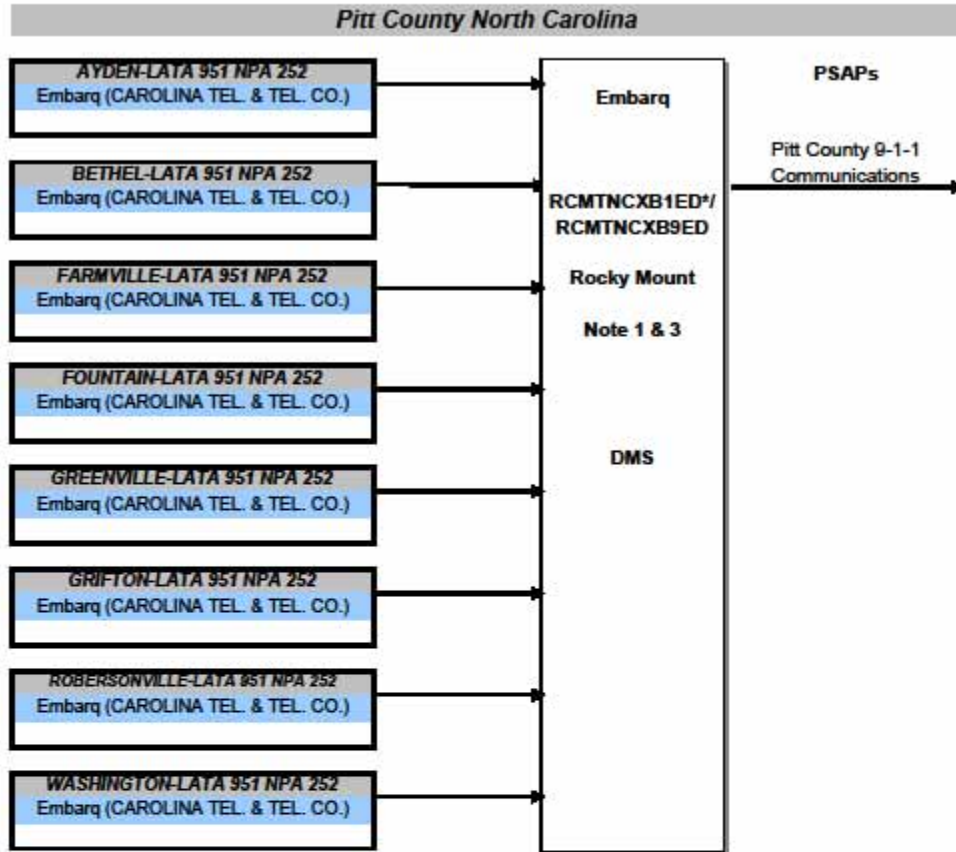 Pitt County North Carolina
AYDEN-LATA 951 NPA 252
Embarq (CAROLINA TEL. & TEL. CO.)
BETHEL-LATA 951 NPA 252
Embarq (CAROLINA TEL. & TEL. CO.)
FARMVILLE-LATA 951 NPA 252
Embarq (CAROLINA TEL. & TEL. CO.)
FOUNTAIN-LATA 951 NPA 252
Embarq (CAROLINA TEL. & TEL. CO.)
GREENVILLE-LATA 951 NPA 252
Embarq (CAROLINA TEL. & TEL. CO.)
GRIFTON-LATA 951 NPA 252
Embarq (CAROLINA TEL. & TEL. CO.)
ROBERSONVILLE-LATA 951 NPA 252
Embarq (CAROLINA TEL. & TEL. CO.)
WASHINGTON-LATA 951 NPA 252
Embarq (CAROLINA TEL. & TEL. CO.)
Embarq
RCMTNCXB1ED*/
RCMTNCXB9ED
Rocky Mount
Note 1 & 3
DMS
PSAPs
Pitt County 9-1-1
Communications